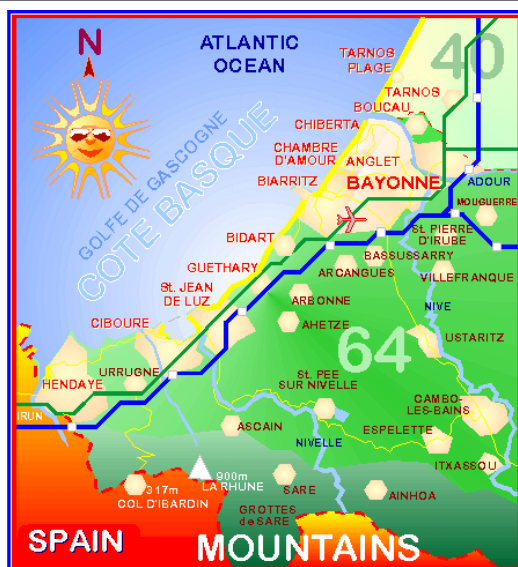 N
ATLANTIC
OCEAN
TARNOS
PLAGE
40
TARNOS
BOUCAU
CHIBERTA
GOLFE DE GASCOGNE
COTE BASQUE
CHAMBRE
D'AMOUR
ANGLET
BIARRITZ
BAYONNE
ADOUR
MOUGUERRE
BIDART
St. PIERRE
D'IRUBE
BASSUSSARRY
GUETHARY
ARCANGUES
VILLEFRANQUE
St. JEAN
DE LUZ
ARBONNE
NIVE
CIBOURE
AHETZE
64
USTARITZ
URRUGNE
HENDAYE
St. PEE
SUR NIVELLE
CAMBO-
LES-BAINS
IRUN
ASCAIN
NIVELLE
ESPELETTE
ITXASSOU
900m
LA RHUNE
317m
COL D'IBARDIN
SARE
AINHOA
GROTTES
de SARE
SPAIN
MOUNTAINS